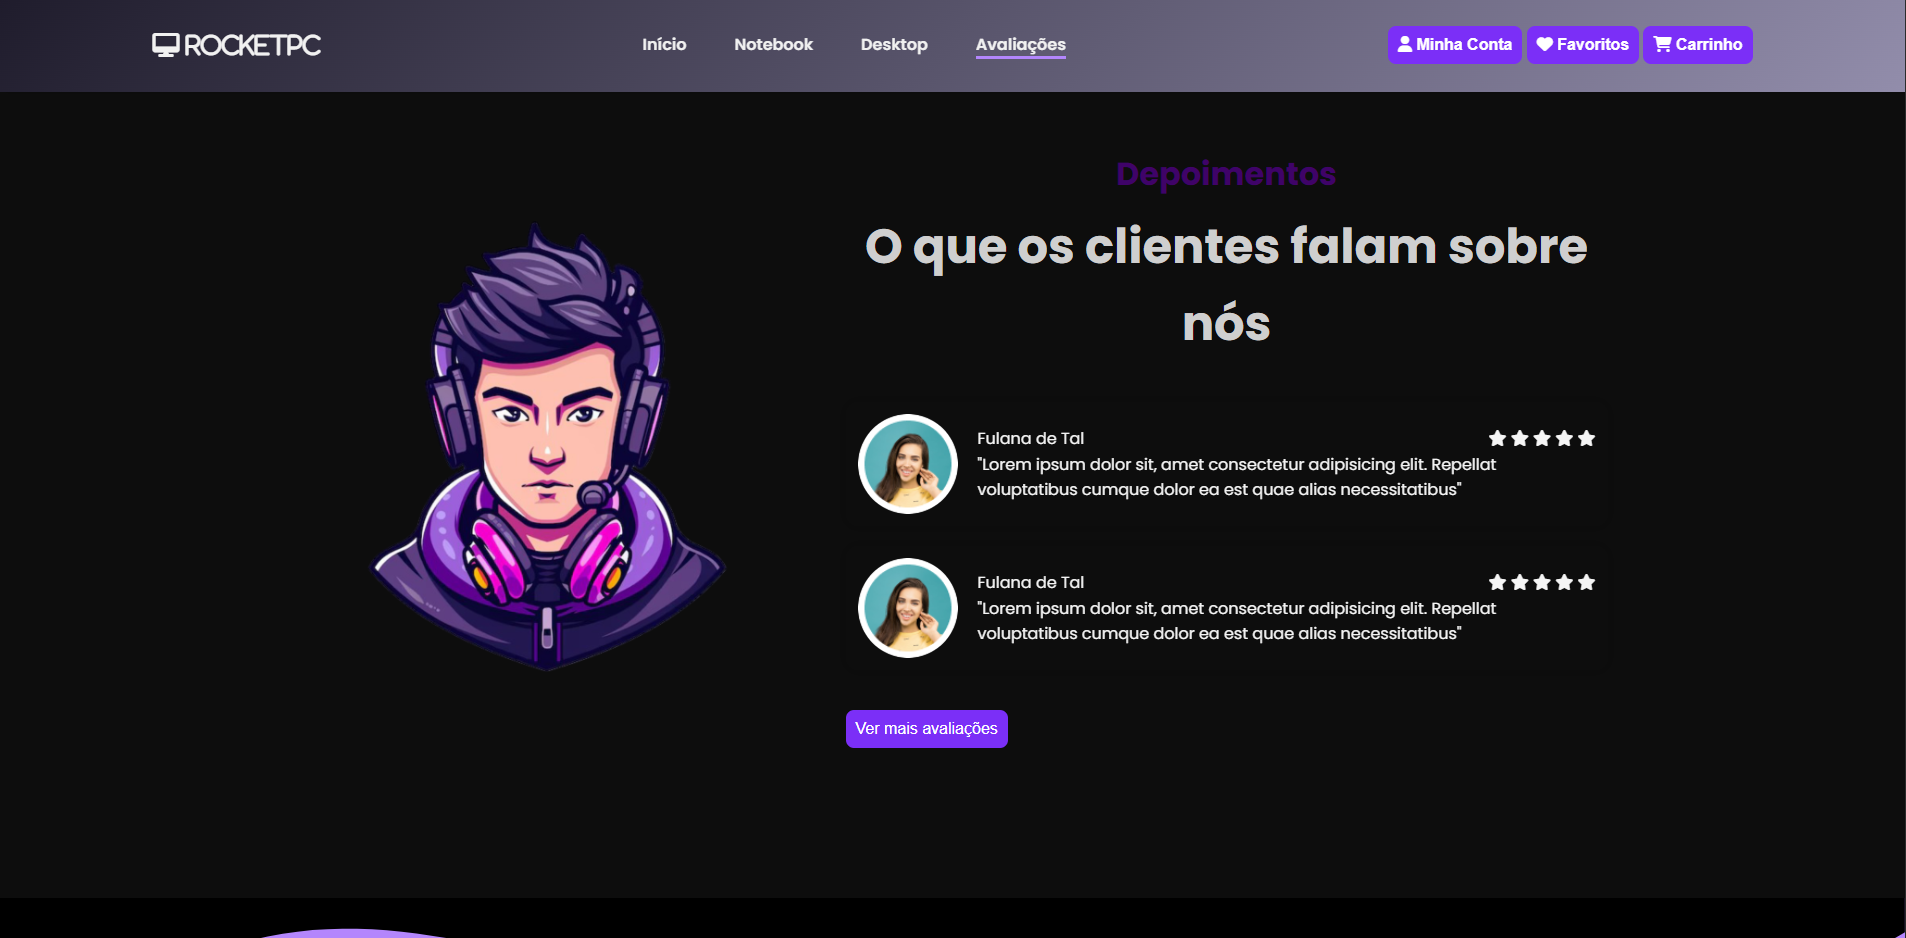 ROCKETPC
Início
Notebook
Desktop
Avaliações
Minha Conta
Favoritos
Carrinho
Depoimentos
O que os clientes falam sobre
nós
Fulana de Tal
"Lorem ipsum dolor sit, amet consectetur adipisicing elit. Repellat
voluptatibus cumque dolor ea est quae alias necessitatibus"
Fulana de Tal
"Lorem ipsum dolor sit, amet consectetur adipisicing elit. Repellat
voluptatibus cumque dolor ea est quae alias necessitatibus"
Ver mais avaliações